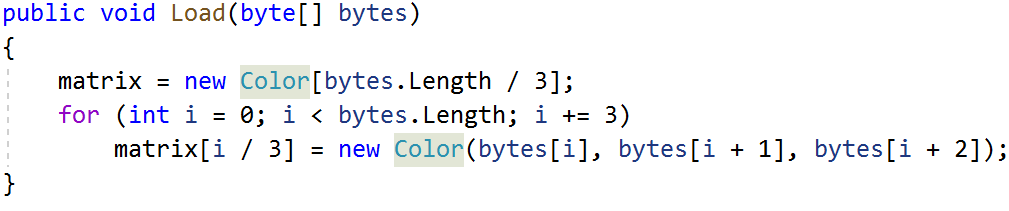 public void Load(byte[] bytes)
{
    matrix = new Color[bytes.Length / 3];
    for (int i = 0; i < bytes.Length; i += 3)
        matrix[i / 3] = new Color(bytes[i], bytes[i + 1], bytes[i + 2]);
}